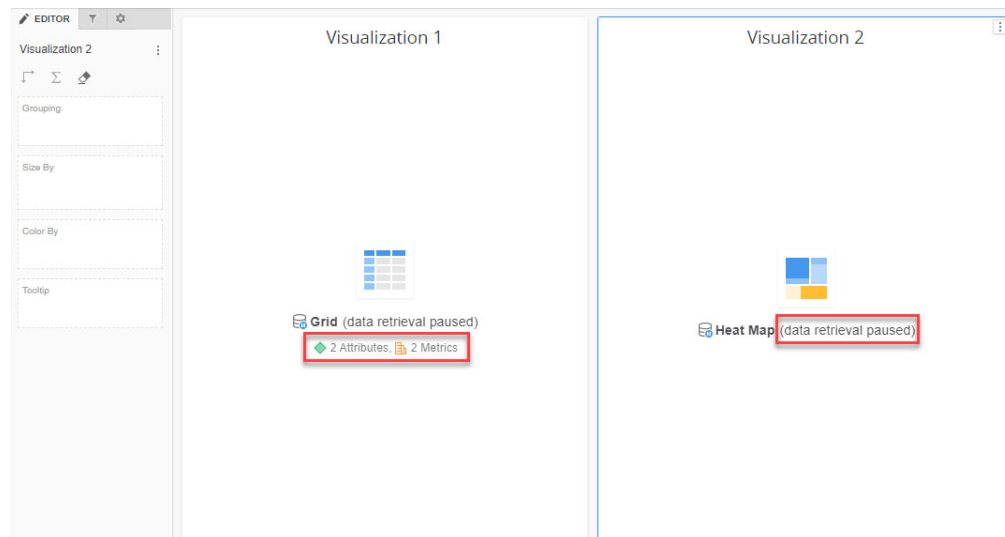 EDITOR
Visualization 2
Grouping
Size By
Color By
Tooltip
Visualization 1
Grid (data retrieval paused)
2 Attributes, 2 Metrics
Visualization 2
Heat Map (data retrieval paused)